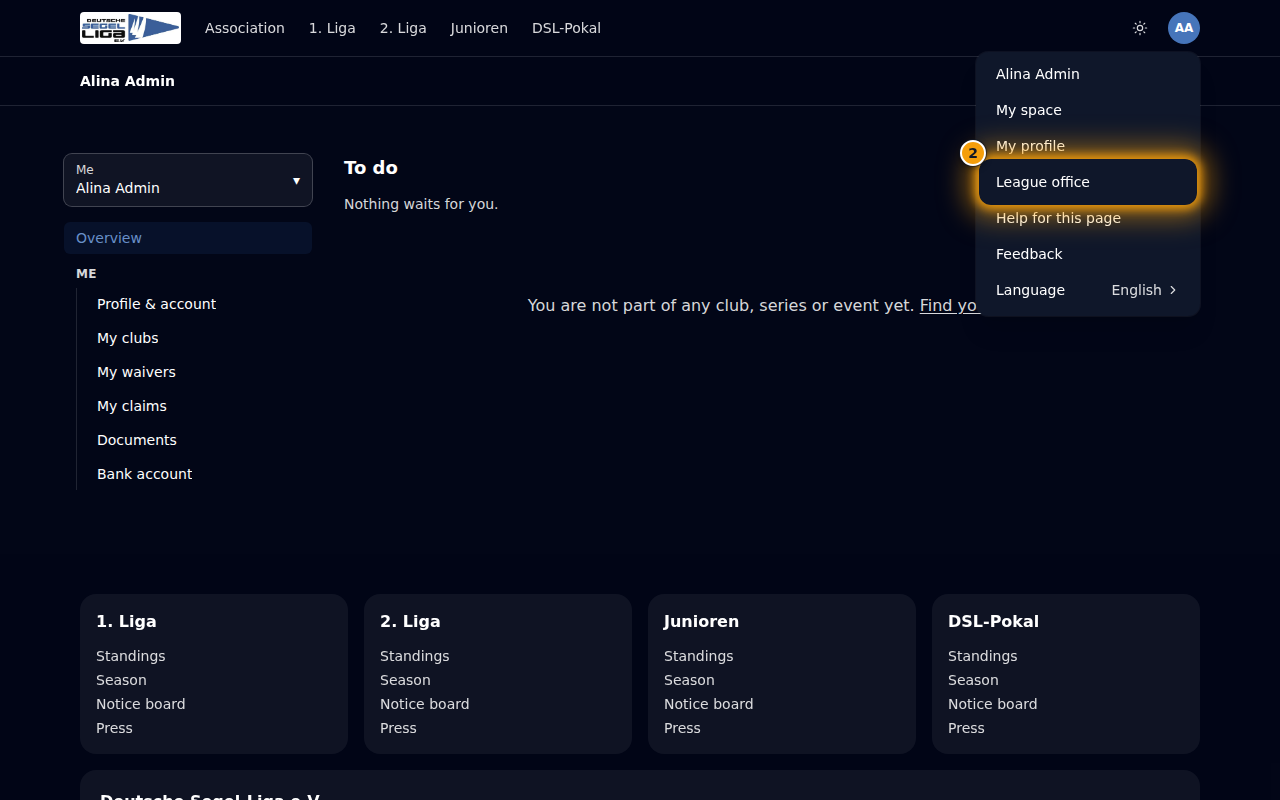 DEUTSCHE
SEGEL
LIGA
e.V
Association
1. Liga
2. Liga
Junioren
DSL-Pokal
AA
Alina Admin
Alina Admin
My space
My profile
2
League office
Help for this page
Feedback
Language English
Me
Alina Admin
Overview
ME
Profile & account
My clubs
My waivers
My claims
Documents
Bank account
To do
Nothing waits for you.
You are not part of any club, series or event yet. Find yo
1. Liga
Standings
Season
Notice board
Press
2. Liga
Standings
Season
Notice board
Press
Junioren
Standings
Season
Notice board
Press
DSL-Pokal
Standings
Season
Notice board
Press
Deutsche Segel-Liga e.V.